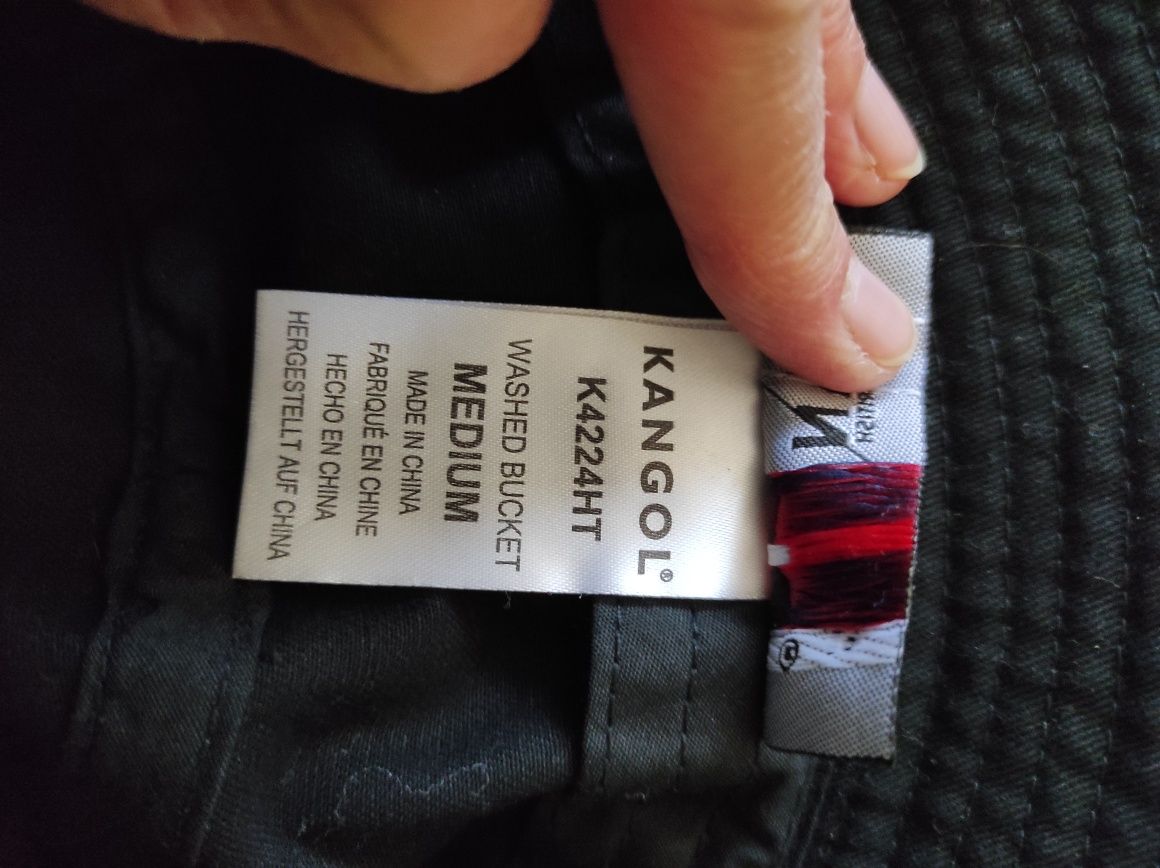 KANGOL®
K4224HT
WASHED BUCKET
MEDIUM
MADE IN CHINA
FABRIQUÉ EN CHINE
HECHO EN CHINA
HERGESTELLT AUF CHINA